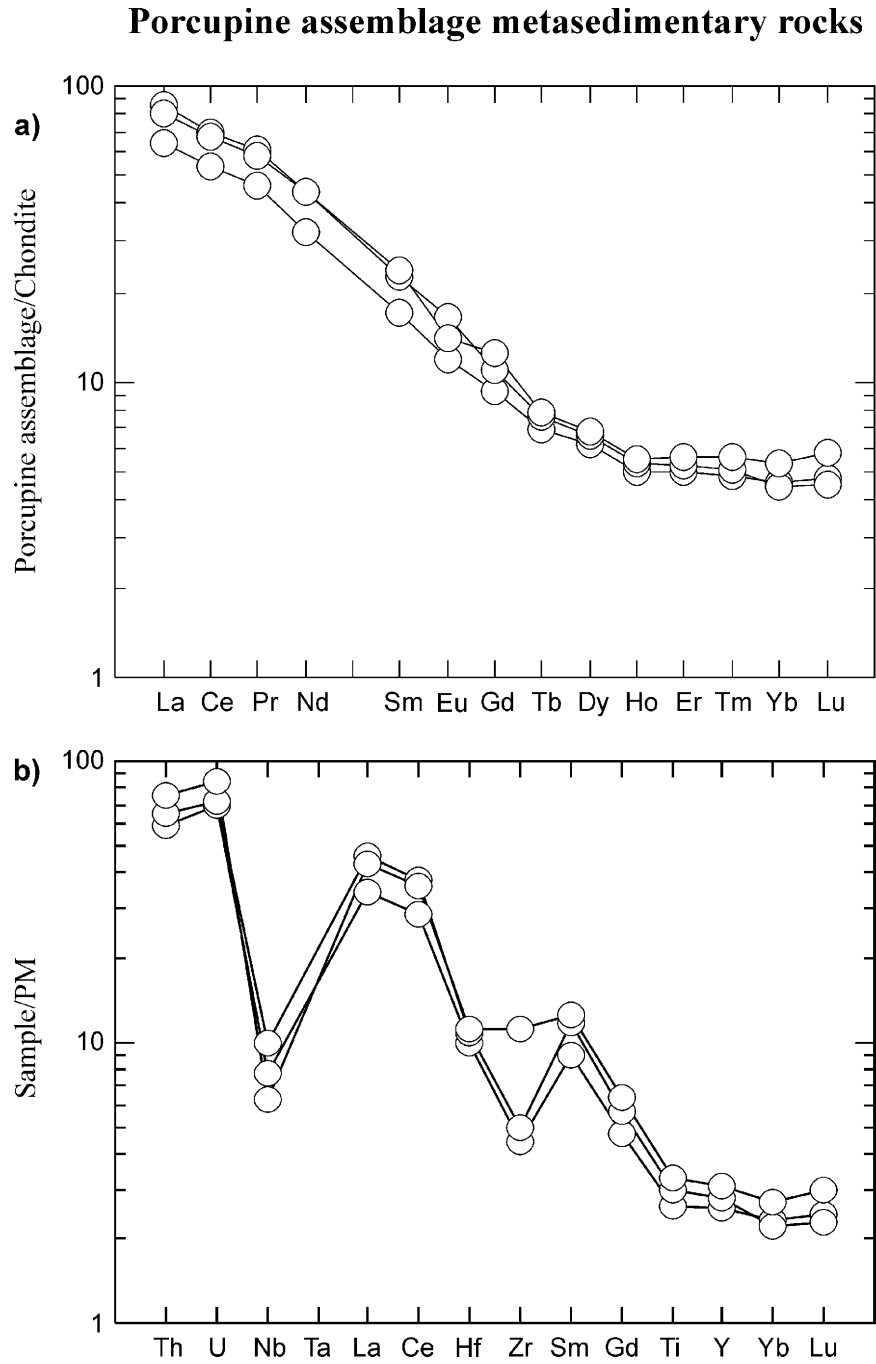 Porcupine assemblage metasedimentary rocks
a)
Porcupine assemblage/Chondrite
100
10
1
La Ce Pr Nd Sm Eu Gd Tb Dy Ho Er Tm Yb Lu
b)
Sample/PM
100
10
1
Th U Nb Ta La Ce Hf Zr Sm Gd Ti Y Yb Lu